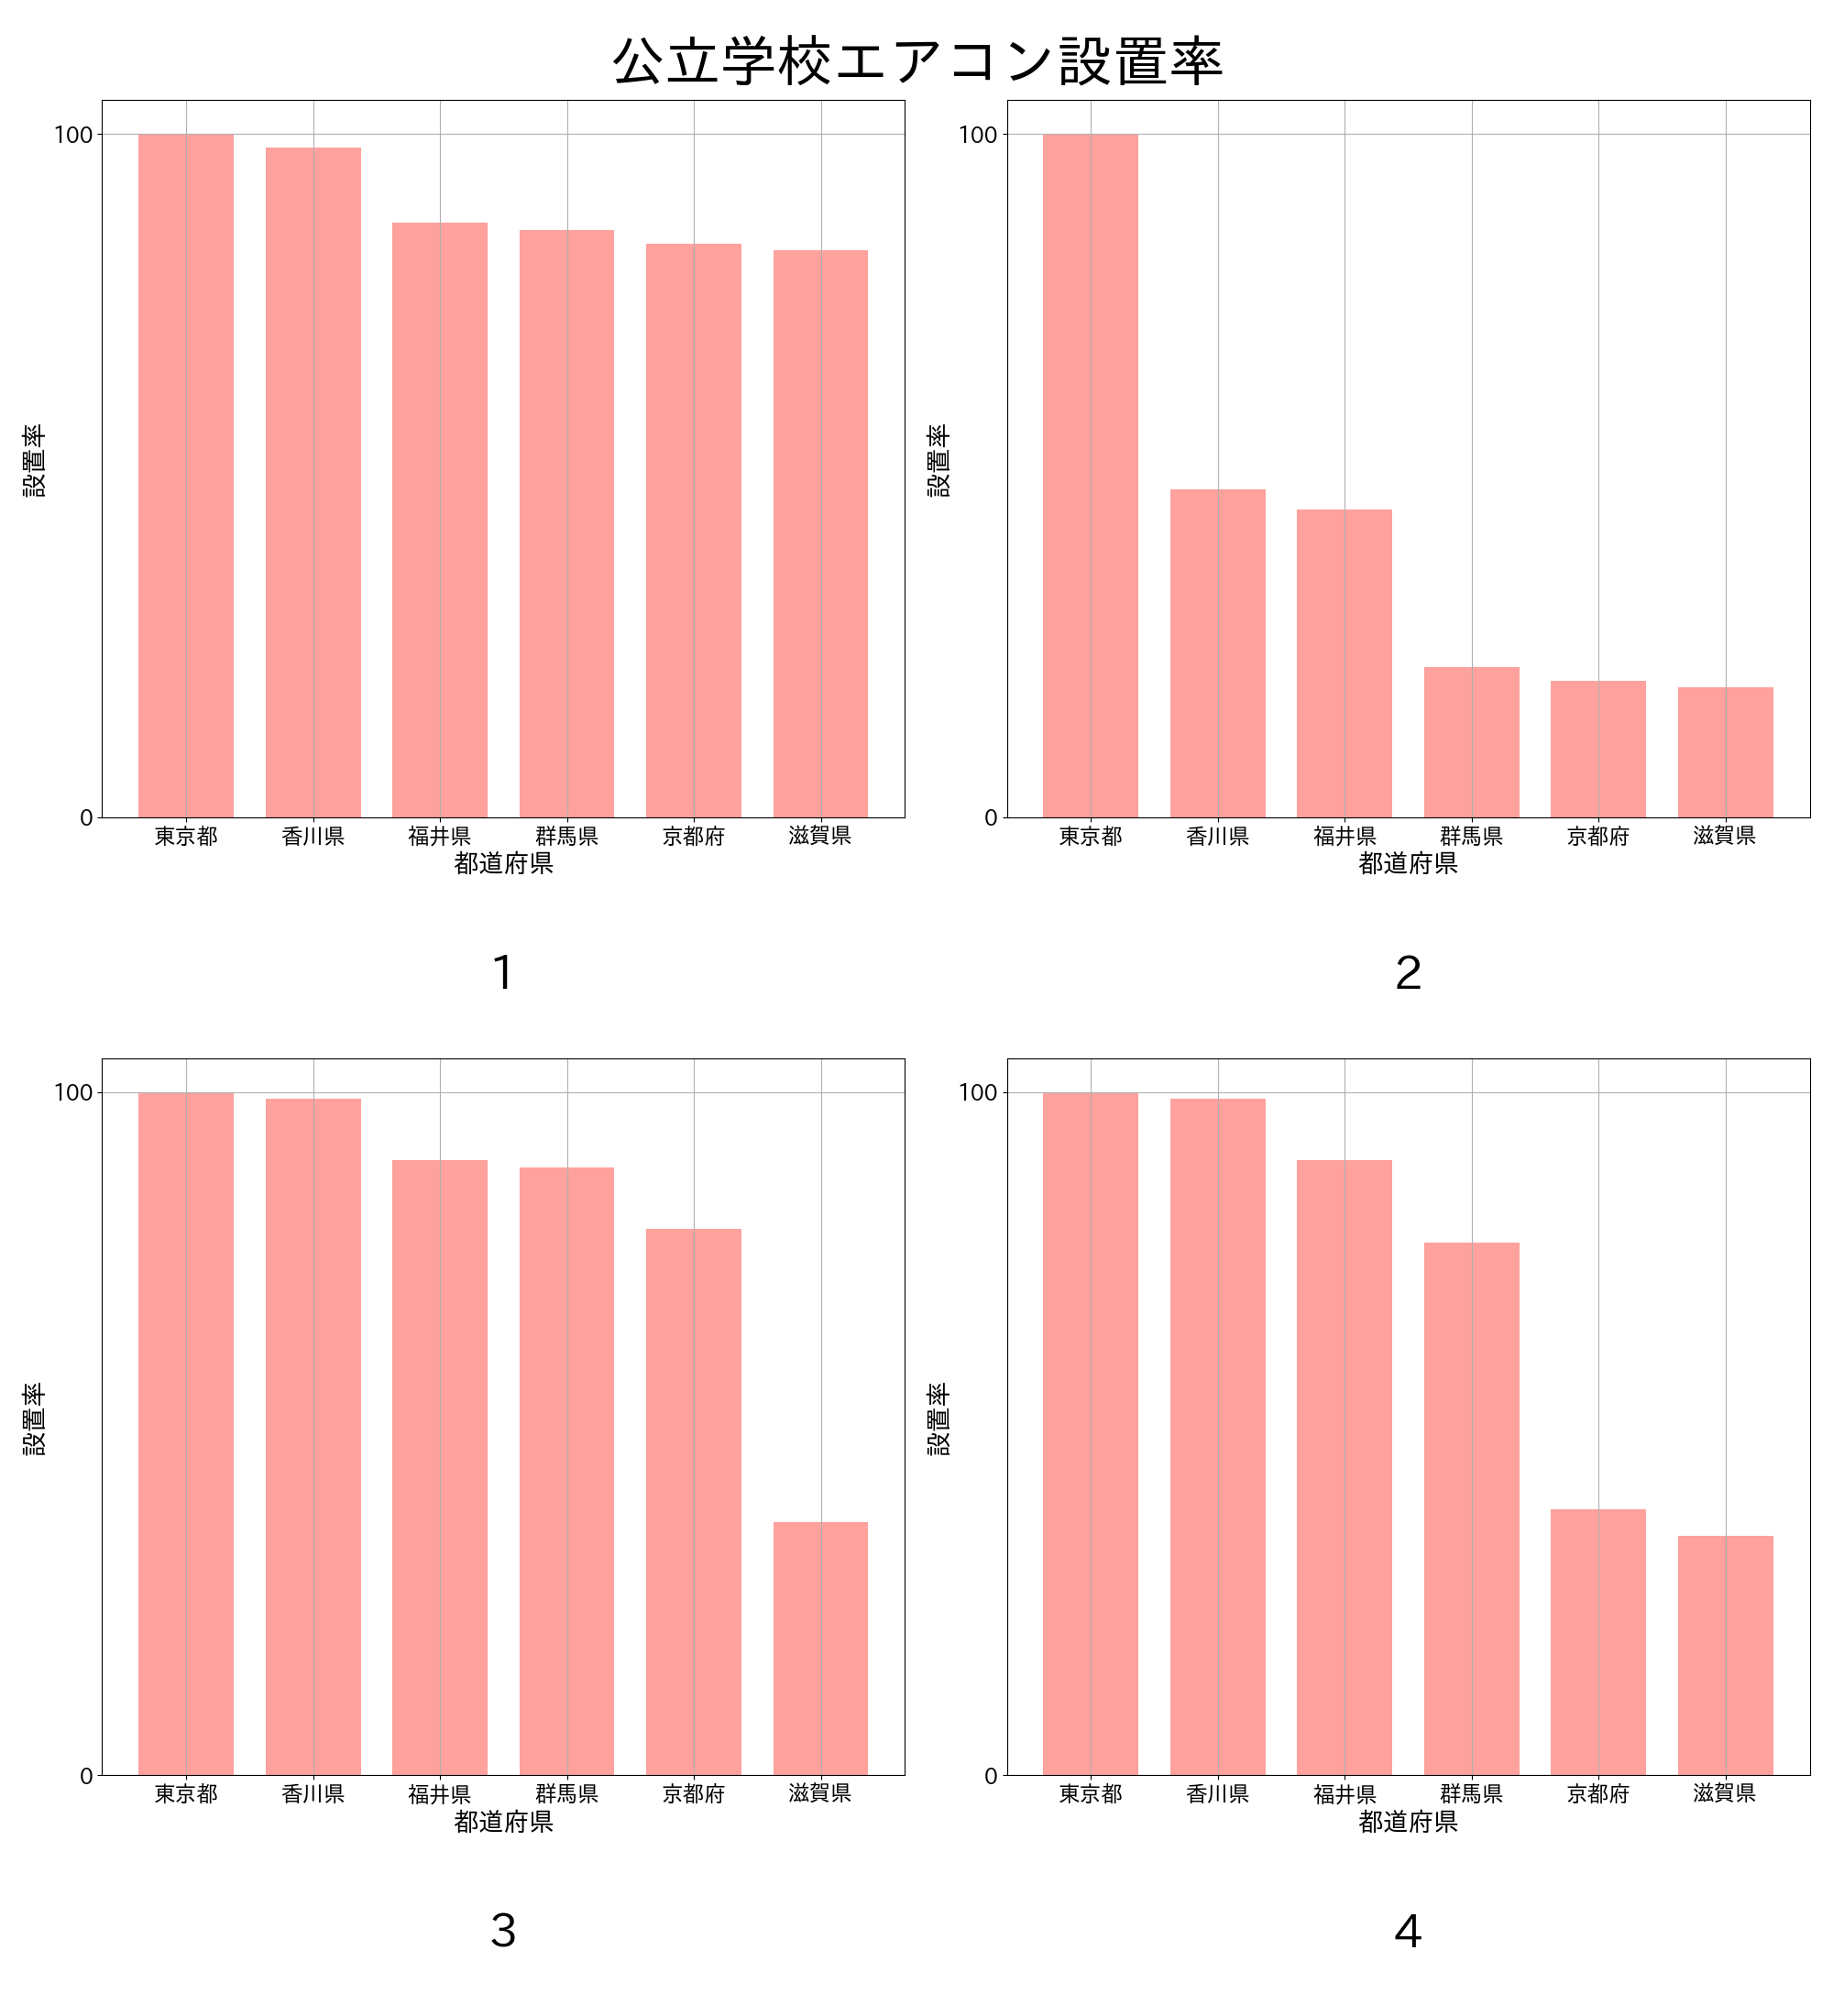 公立学校エアコン設置率
100
0
設置率
東京都 香川県 福井県 群馬県 京都府 滋賀県
都道府県
1
100
0
設置率
東京都 香川県 福井県 群馬県 京都府 滋賀県
都道府県
2
100
0
設置率
東京都 香川県 福井県 群馬県 京都府 滋賀県
都道府県
3
100
0
設置率
東京都 香川県 福井県 群馬県 京都府 滋賀県
都道府県
4